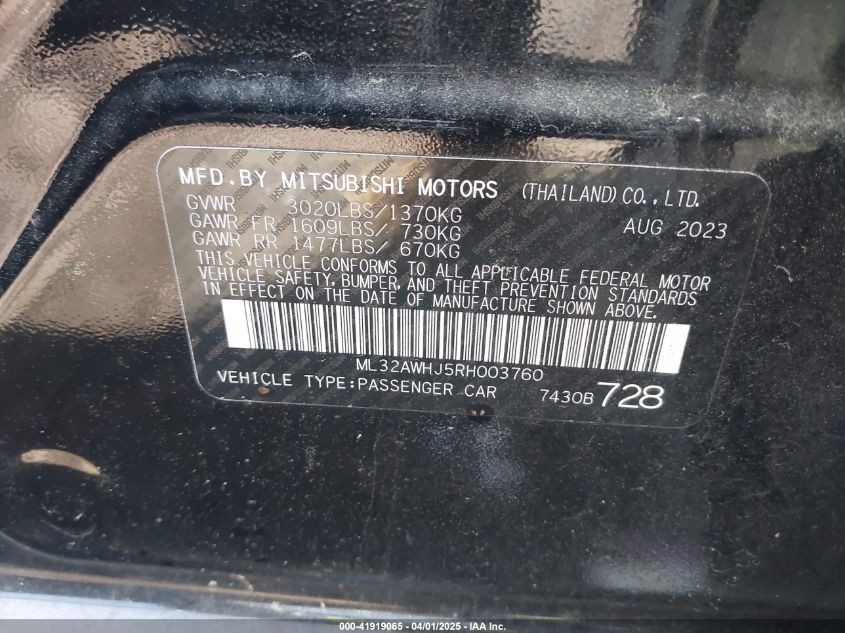 MFD.BY MITSUBISHI MOTORS (THAILAND)CO.,LTD.
GVWR 3020LBS/1370KG AUG 2023
GAWR FR 1609LBS/ 730KG
GAWR RR 1477LBS/ 670KG
THIS VEHICLE CONFORMS TO ALL APPLICABLE FEDERAL MOTOR
VEHICLE SAFETY, BUMPER, AND THEFT PREVENTION STANDARDS
IN EFFECT ON THE DATE OF MANUFACTURE SHOWN ABOVE.
ML32AWHJ5RH003760
VEHICLE TYPE:PASSENGER CAR 7430B 728
000-41919065 - 04/01/2025 - IAA, Inc.